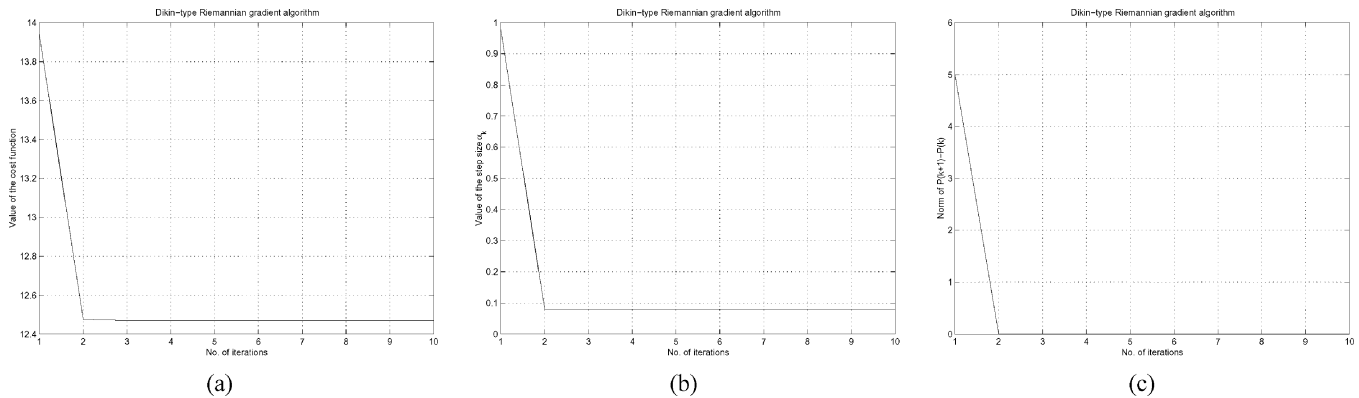 Dikin-type Riemannian gradient algorithm
Value of the cost function
14
13.8
13.6
13.4
13.2
13
12.8
12.6
12.4
1 2 3 4 5 6 7 8 9 10
No. of iterations
(a)
Dikin-type Riemannian gradient algorithm
Value of the step size αk
1
0.9
0.8
0.7
0.6
0.5
0.4
0.3
0.2
0.1
0
1 2 3 4 5 6 7 8 9 10
No. of iterations
(b)
Dikin-type Riemannian gradient algorithm
Norm of P(k+1)-P(k)
6
5
4
3
2
1
0
1 2 3 4 5 6 7 8 9 10
No. of iterations
(c)